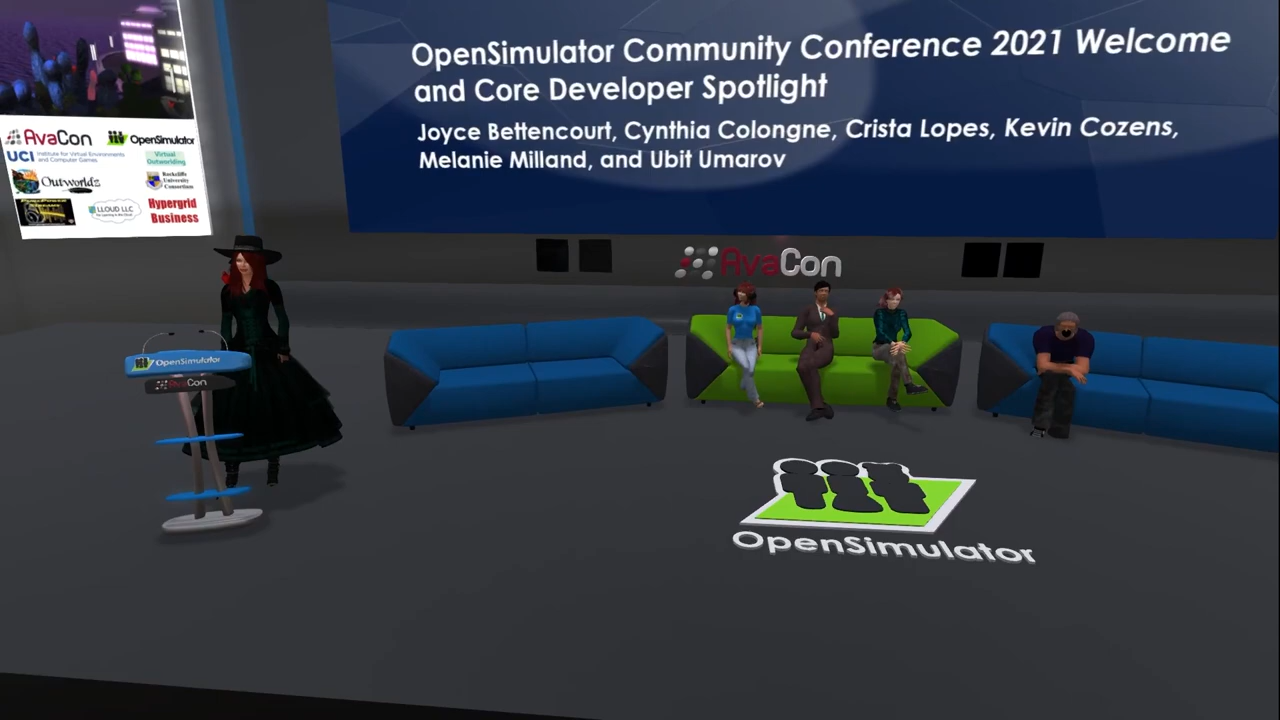 OpenSimulator Community Conference 2021 Welcome
and Core Developer Spotlight
Joyce Bettencourt, Cynthia Colongne, Crista Lopes, Kevin Cozens,
Melanie Milland, and Ubit Umarov
AvaCon OpenSimulator
UCI Institute for Virtual Environments
and Computer Games
Virtual
Outworlding
Outworldz
Rockcliffe
University
Consortium
LLOUD LLC
Hypergrid
Business
AvaCon
OpenSimulator
AvaCon
OpenSimulator